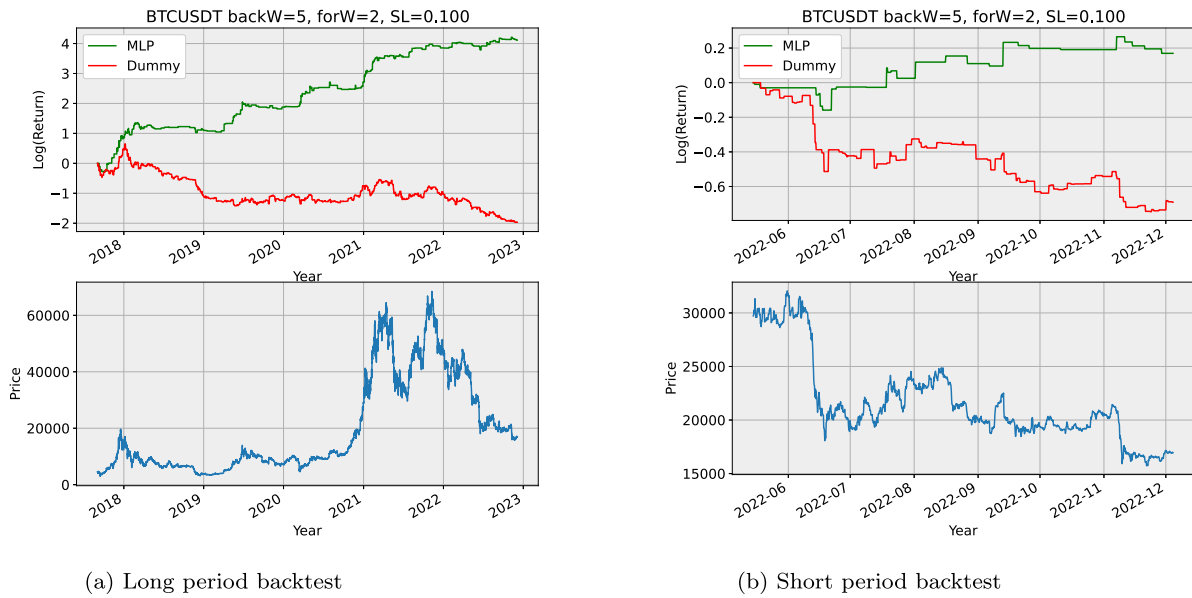 BTCUSDT backW=5, forW=2, SL=0.100
MLP
Dummy
4
3
2
1
0
−1
−2
Log(Return)
2018
2019
2020
2021
2022
2023
Year
60000
40000
20000
0
Price
2018
2019
2020
2021
2022
2023
Year
(a) Long period backtest
BTCUSDT backW=5, forW=2, SL=0.100
MLP
Dummy
0.2
0.0
−0.2
−0.4
−0.6
Log(Return)
2022-06
2022-07
2022-08
2022-09
2022-10
2022-11
2022-12
Year
30000
25000
20000
15000
Price
2022-06
2022-07
2022-08
2022-09
2022-10
2022-11
2022-12
Year
(b) Short period backtest